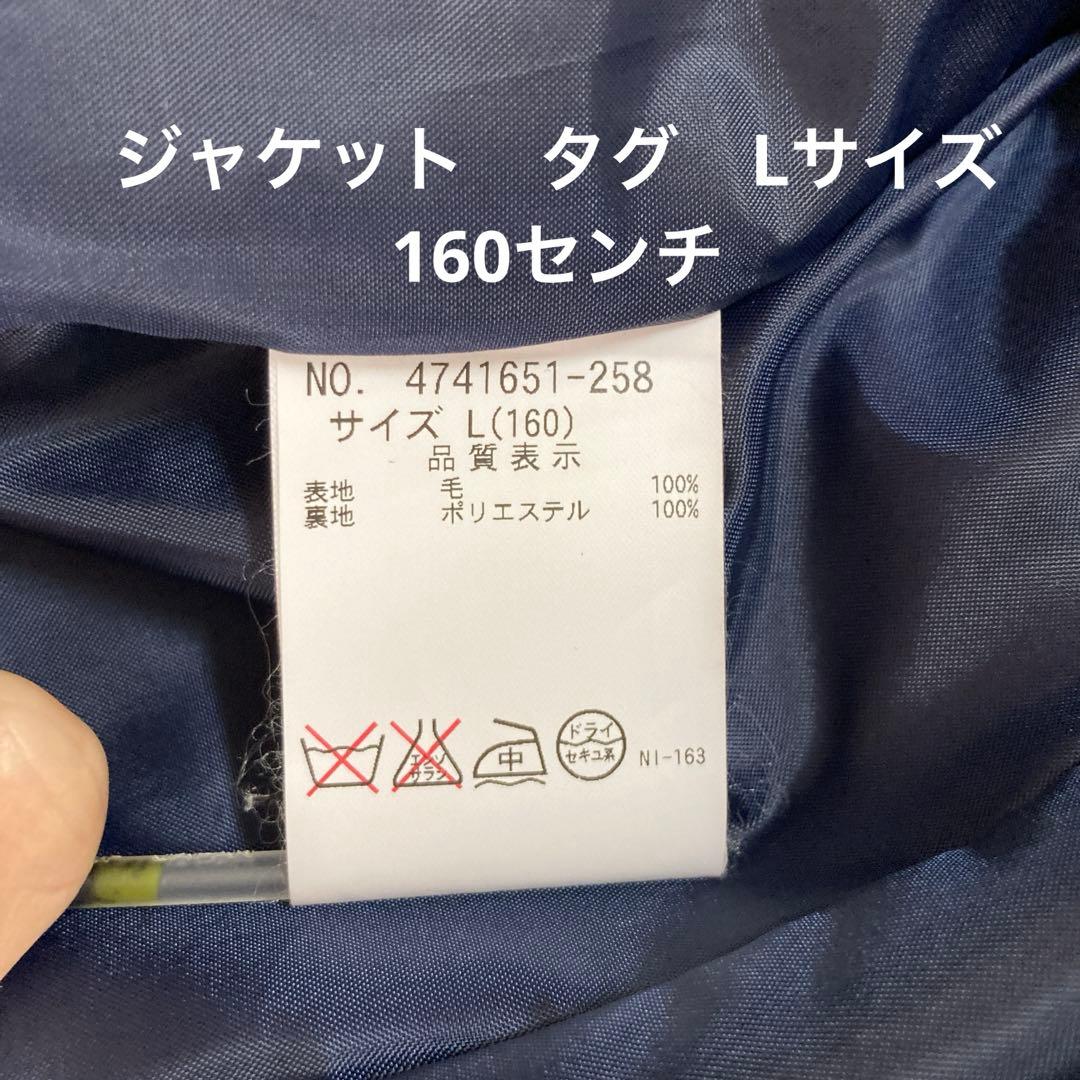 ジャケット　タグ　Lサイズ
160センチ
NO. 4741651-258
サイズ L(160)
品質表示
表地 毛 100%
裏地 ポリエステル 100%
エンソ
サラシ
中
ドライ
セキユ系
NI-163